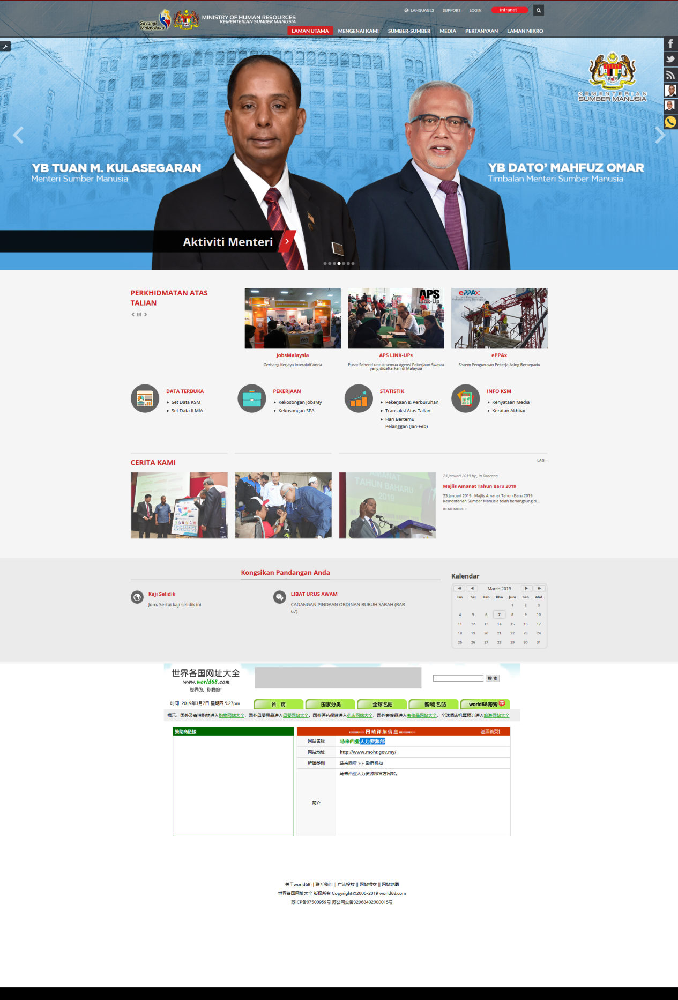 LANGUAGES SUPPORT LOGIN intranet
Sayangi
Malaysiaku
MINISTRY OF HUMAN RESOURCES
KEMENTERIAN SUMBER MANUSIA
LAMAN UTAMA MENGENAI KAMI SUMBER-SUMBER MEDIA PERTANYAAN LAMAN MIKRO
KEMENTERIAN
SUMBER MANUSIA
YB TUAN M. KULASEGARAN
Menteri Sumber Manusia
YB DATO' MAHFUZ OMAR
Timbalan Menteri Sumber Manusia
Aktiviti Menteri
PERKHIDMATAN ATAS
TALIAN
APS
Link-Up
ePPAx
Sistem Pengurusan
Pekerja Asing Bersepadu
JobsMalaysia
Gerbang Kerjaya Interaktif Anda
APS LINK-UPs
Pusat Sehenti untuk semua Agensi Pekerjaan Swasta
yang didaftarkan di Malaysia
ePPAx
Sistem Pengurusan Pekerja Asing Bersepadu
DATA TERBUKA
Set Data KSM
Set Data ILMIA
PEKERJAAN
Kekosongan JobsMy
Kekosongan SPA
STATISTIK
Pekerjaan & Perburuhan
Transaksi Atas Talian
Hari Bertemu
Pelanggan (Jan-Feb)
INFO KSM
Kenyataan Media
Keratan Akhbar
CERITA KAMI
LAGI -
AMANAT
TAHUN BAHARU
2019
23 Januari 2019 by , in Rencana
Majlis Amanat Tahun Baru 2019
23 Januari 2019 : Majlis Amanat Tahun Baru 2019
Kementerian Sumber Manusia telah berlangsung di...
READ MORE +
Kongsikan Pandangan Anda
Kaji Selidik
Jom, Sertai kaji selidik ini
LIBAT URUS AWAM
CADANGAN PINDAAN ORDINAN BURUH SABAH (BAB
67)
Kalendar
March 2019
Isn Sel Rab Kha Jum Sab Ahd
1 2 3
4 5 6 7 8 9 10
11 12 13 14 15 16 17
18 19 20 21 22 23 24
25 26 27 28 29 30 31
世界各国网址大全
www.world68.com
世界的，你我的！
搜 索
时间 2019年3月7日 星期四 5:27pm
首 页 国家分类 全球名站 购物名站 world68海淘 荐
提示：国外及香港购物进入购物网站大全，国外母婴用品进入母婴网站大全，国外医药保健进入药店网站大全，国外奢侈品进入奢侈品网站大全，全球酒店机票预订进入旅游网站大全
赞助商链接
:::::::::::::: 网 站 详 细 信 息 :::::::::::::::
返回首页↑
网站名称 马来西亚人力资源部
网站地址 http://www.mohr.gov.my/
所属类别 马来西亚 >> 政府机构
简介 马来西亚人力资源部官方网站。
关于world68 || 联系我们 || 广告投放 || 网站提交 || 网站地图
世界各国网址大全 版权所有 Copyright©2006-2019 world68.com
苏ICP备07500959号 苏公网安备32068402000015号